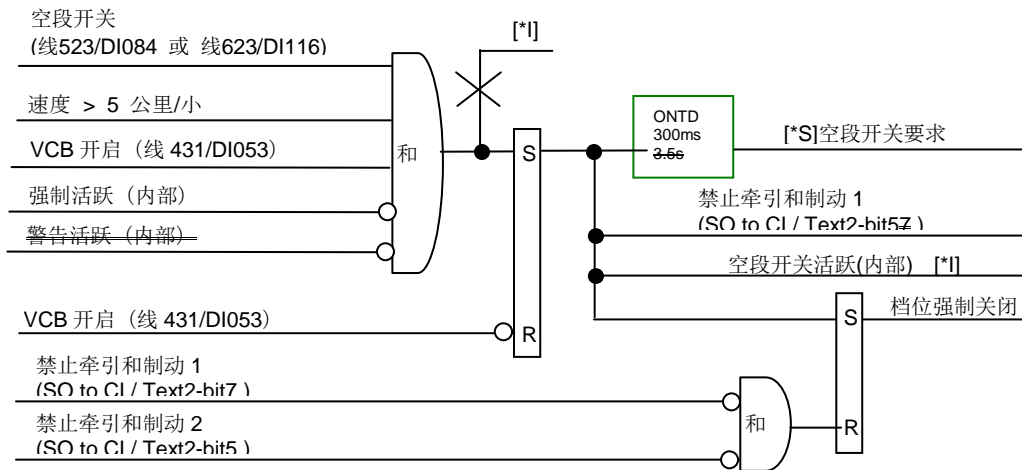 空段开关
(线523/DI084 或 线623/DI116)
[*I]
速度 > 5 公里/小
VCB 开启（线 431/DI053）
强制活跃（内部）
警告活跃（内部）
和
S
R
ONTD
300ms
3.5s
[*S]空段开关要求
禁止牵引和制动 1
(SO to CI / Text2-bit57 )
空段开关活跃(内部) [*I]
档位强制关闭
S
R
VCB 开启（线 431/DI053）
禁止牵引和制动 1
(SO to CI / Text2-bit7 )
禁止牵引和制动 2
(SO to CI / Text2-bit5 )
和